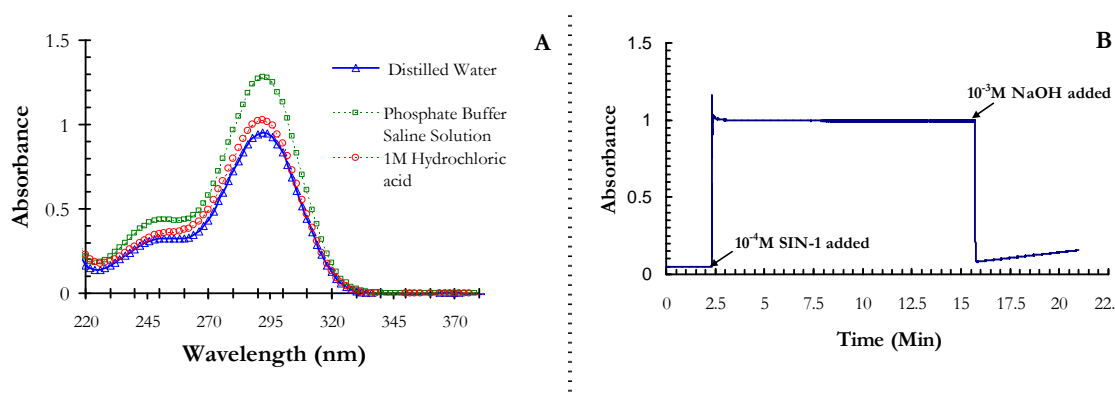 A
1.5
1
0.5
0
Absorbance
220
245
270
295
320
345
370
Wavelength (nm)
Distilled Water
Phosphate Buffer
Saline Solution
1M Hydrochloric
acid
B
1.5
1
0.5
0
Absorbance
0
2.5
5
7.5
10
12.5
15
17.5
20
22.
Time (Min)
10-4M SIN-1 added
10-3M NaOH added